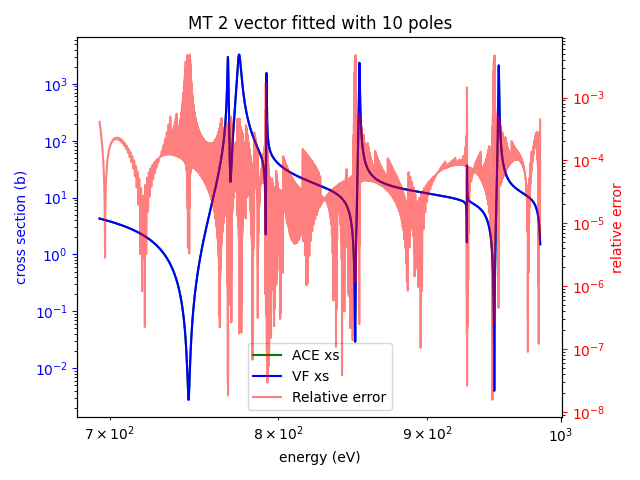 MT 2 vector fitted with 10 poles
cross section (b)
10³
10²
10¹
10⁰
10⁻¹
10⁻²
10⁻³
10⁻⁴
10⁻⁵
10⁻⁶
10⁻⁷
10⁻⁸
relative error
ACE xs
VF xs
Relative error
7 × 10²
8 × 10²
9 × 10²
10³
energy (eV)